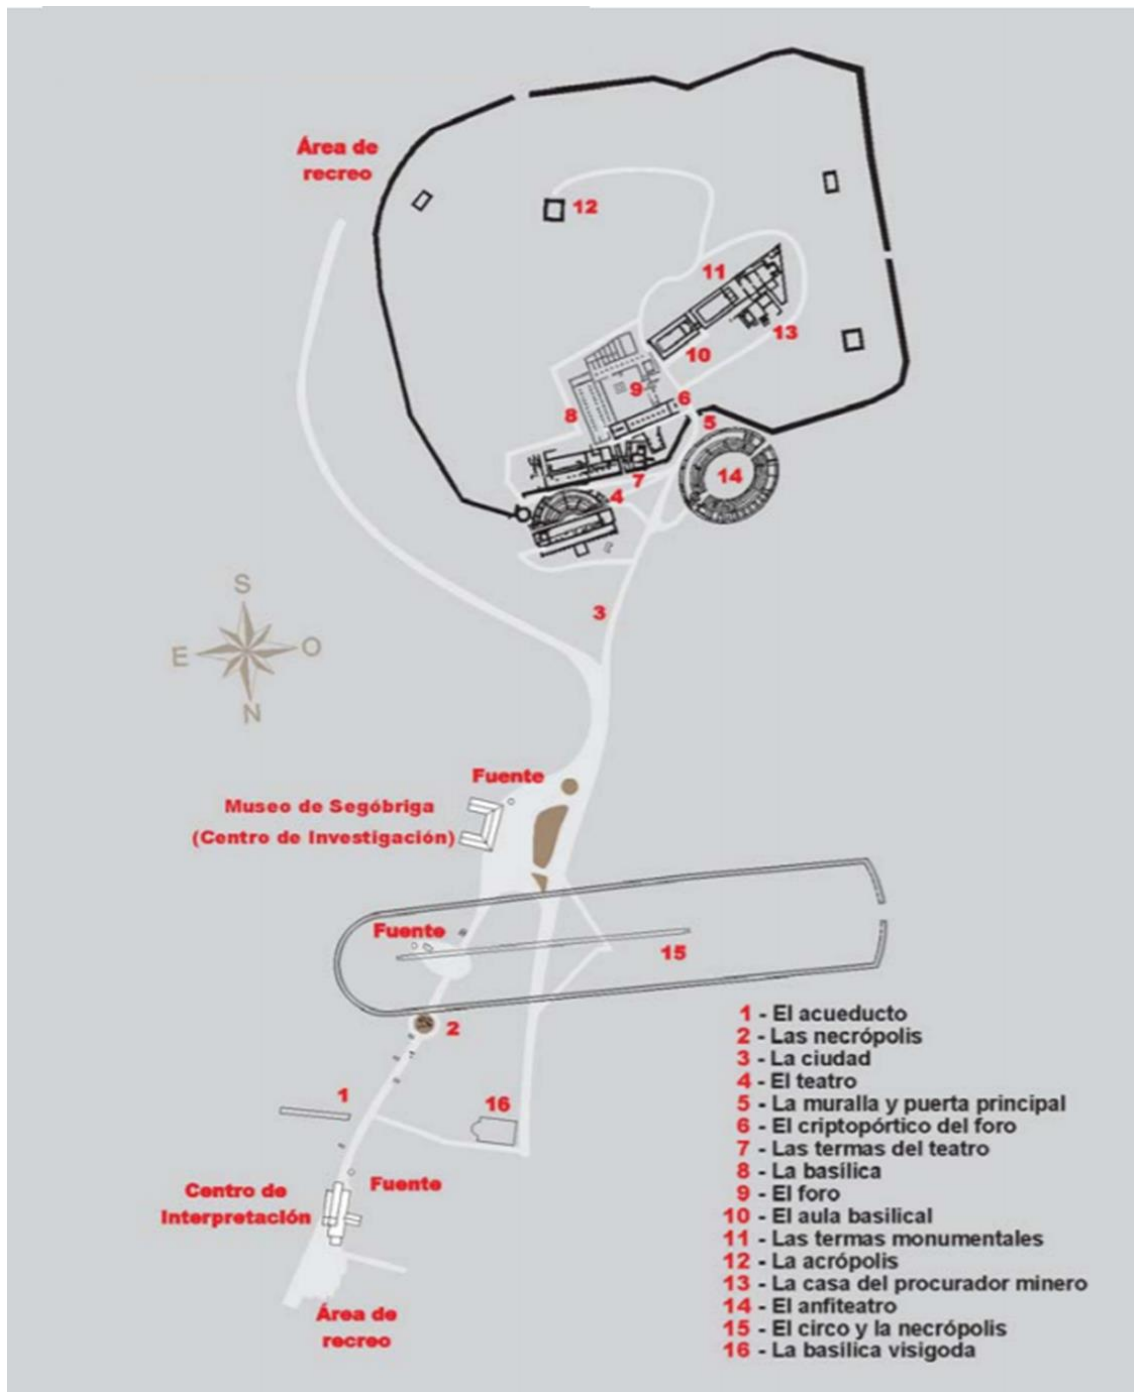 Área de
recreo
12
11
13
10
9
6
8
5
14
7
4
3
S
E
O
N
Fuente
Museo de Segóbriga
(Centro de Investigación)
Fuente
15
2
1
16
Centro de
Interpretación
Fuente
Área de
recreo
1 - El acueducto
2 - Las necrópolis
3 - La ciudad
4 - El teatro
5 - La muralla y puerta principal
6 - El criptopórtico del foro
7 - Las termas del teatro
8 - La basílica
9 - El foro
10 - El aula basilical
11 - Las termas monumentales
12 - La acrópolis
13 - La casa del procurador minero
14 - El anfiteatro
15 - El circo y la necrópolis
16 - La basílica visigoda